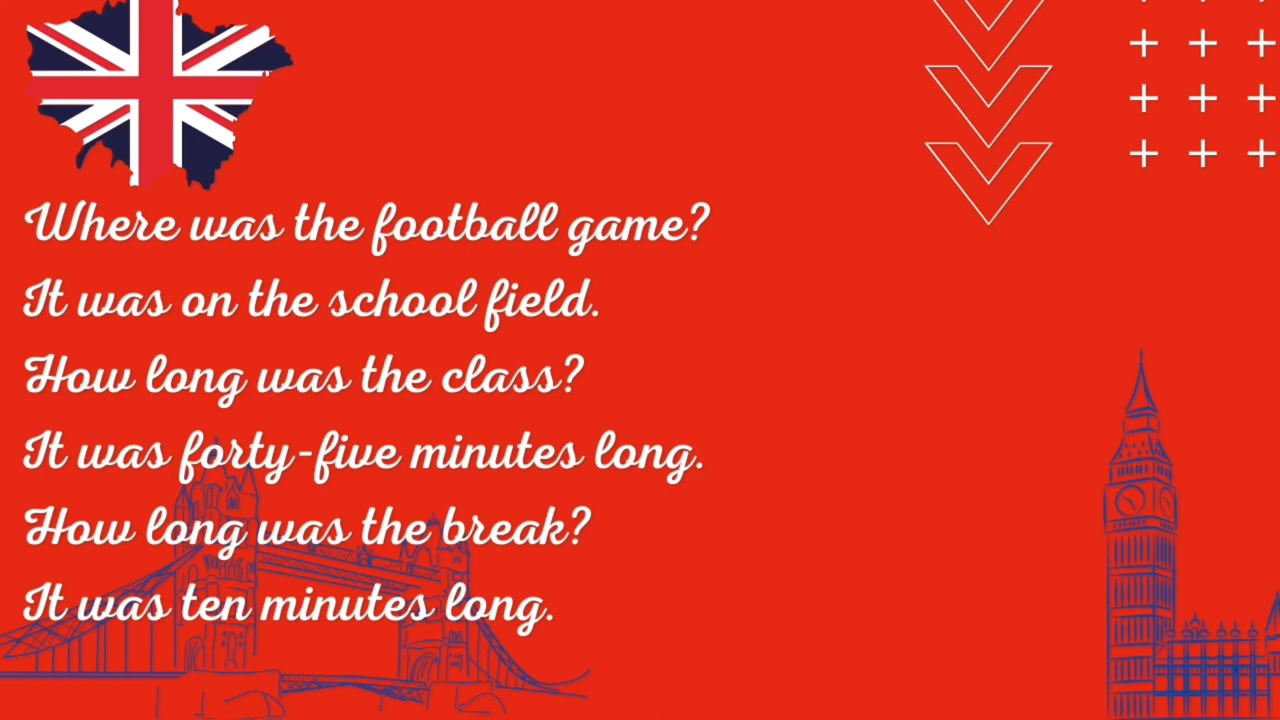 Where was the football game?
It was on the school field.
How long was the class?
It was forty-five minutes long.
How long was the break?
It was ten minutes long.